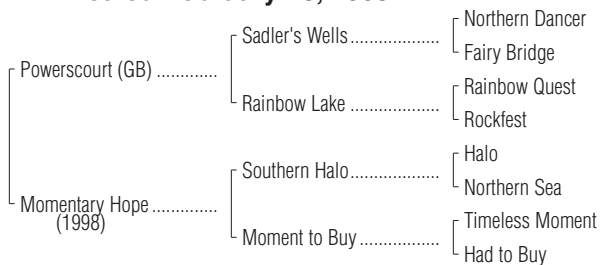 Northern Dancer
Sadler's Wells...................
Fairy Bridge
Powerscourt (GB) .............
Rainbow Quest
Rainbow Lake ...................
Rockfest
Halo
Southern Halo...................
Northern Sea
Momentary Hope.............
(1998)
Timeless Moment
Moment to Buy.................
Had to Buy